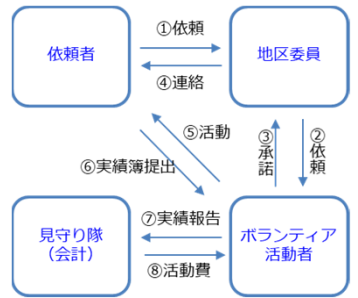 ①依頼
依頼者
地区委員
④連絡
⑤活動
③承諾
②依頼
⑥実績簿提出
見守り隊
（会計）
⑦実績報告
⑧活動費
ボランティア
活動者